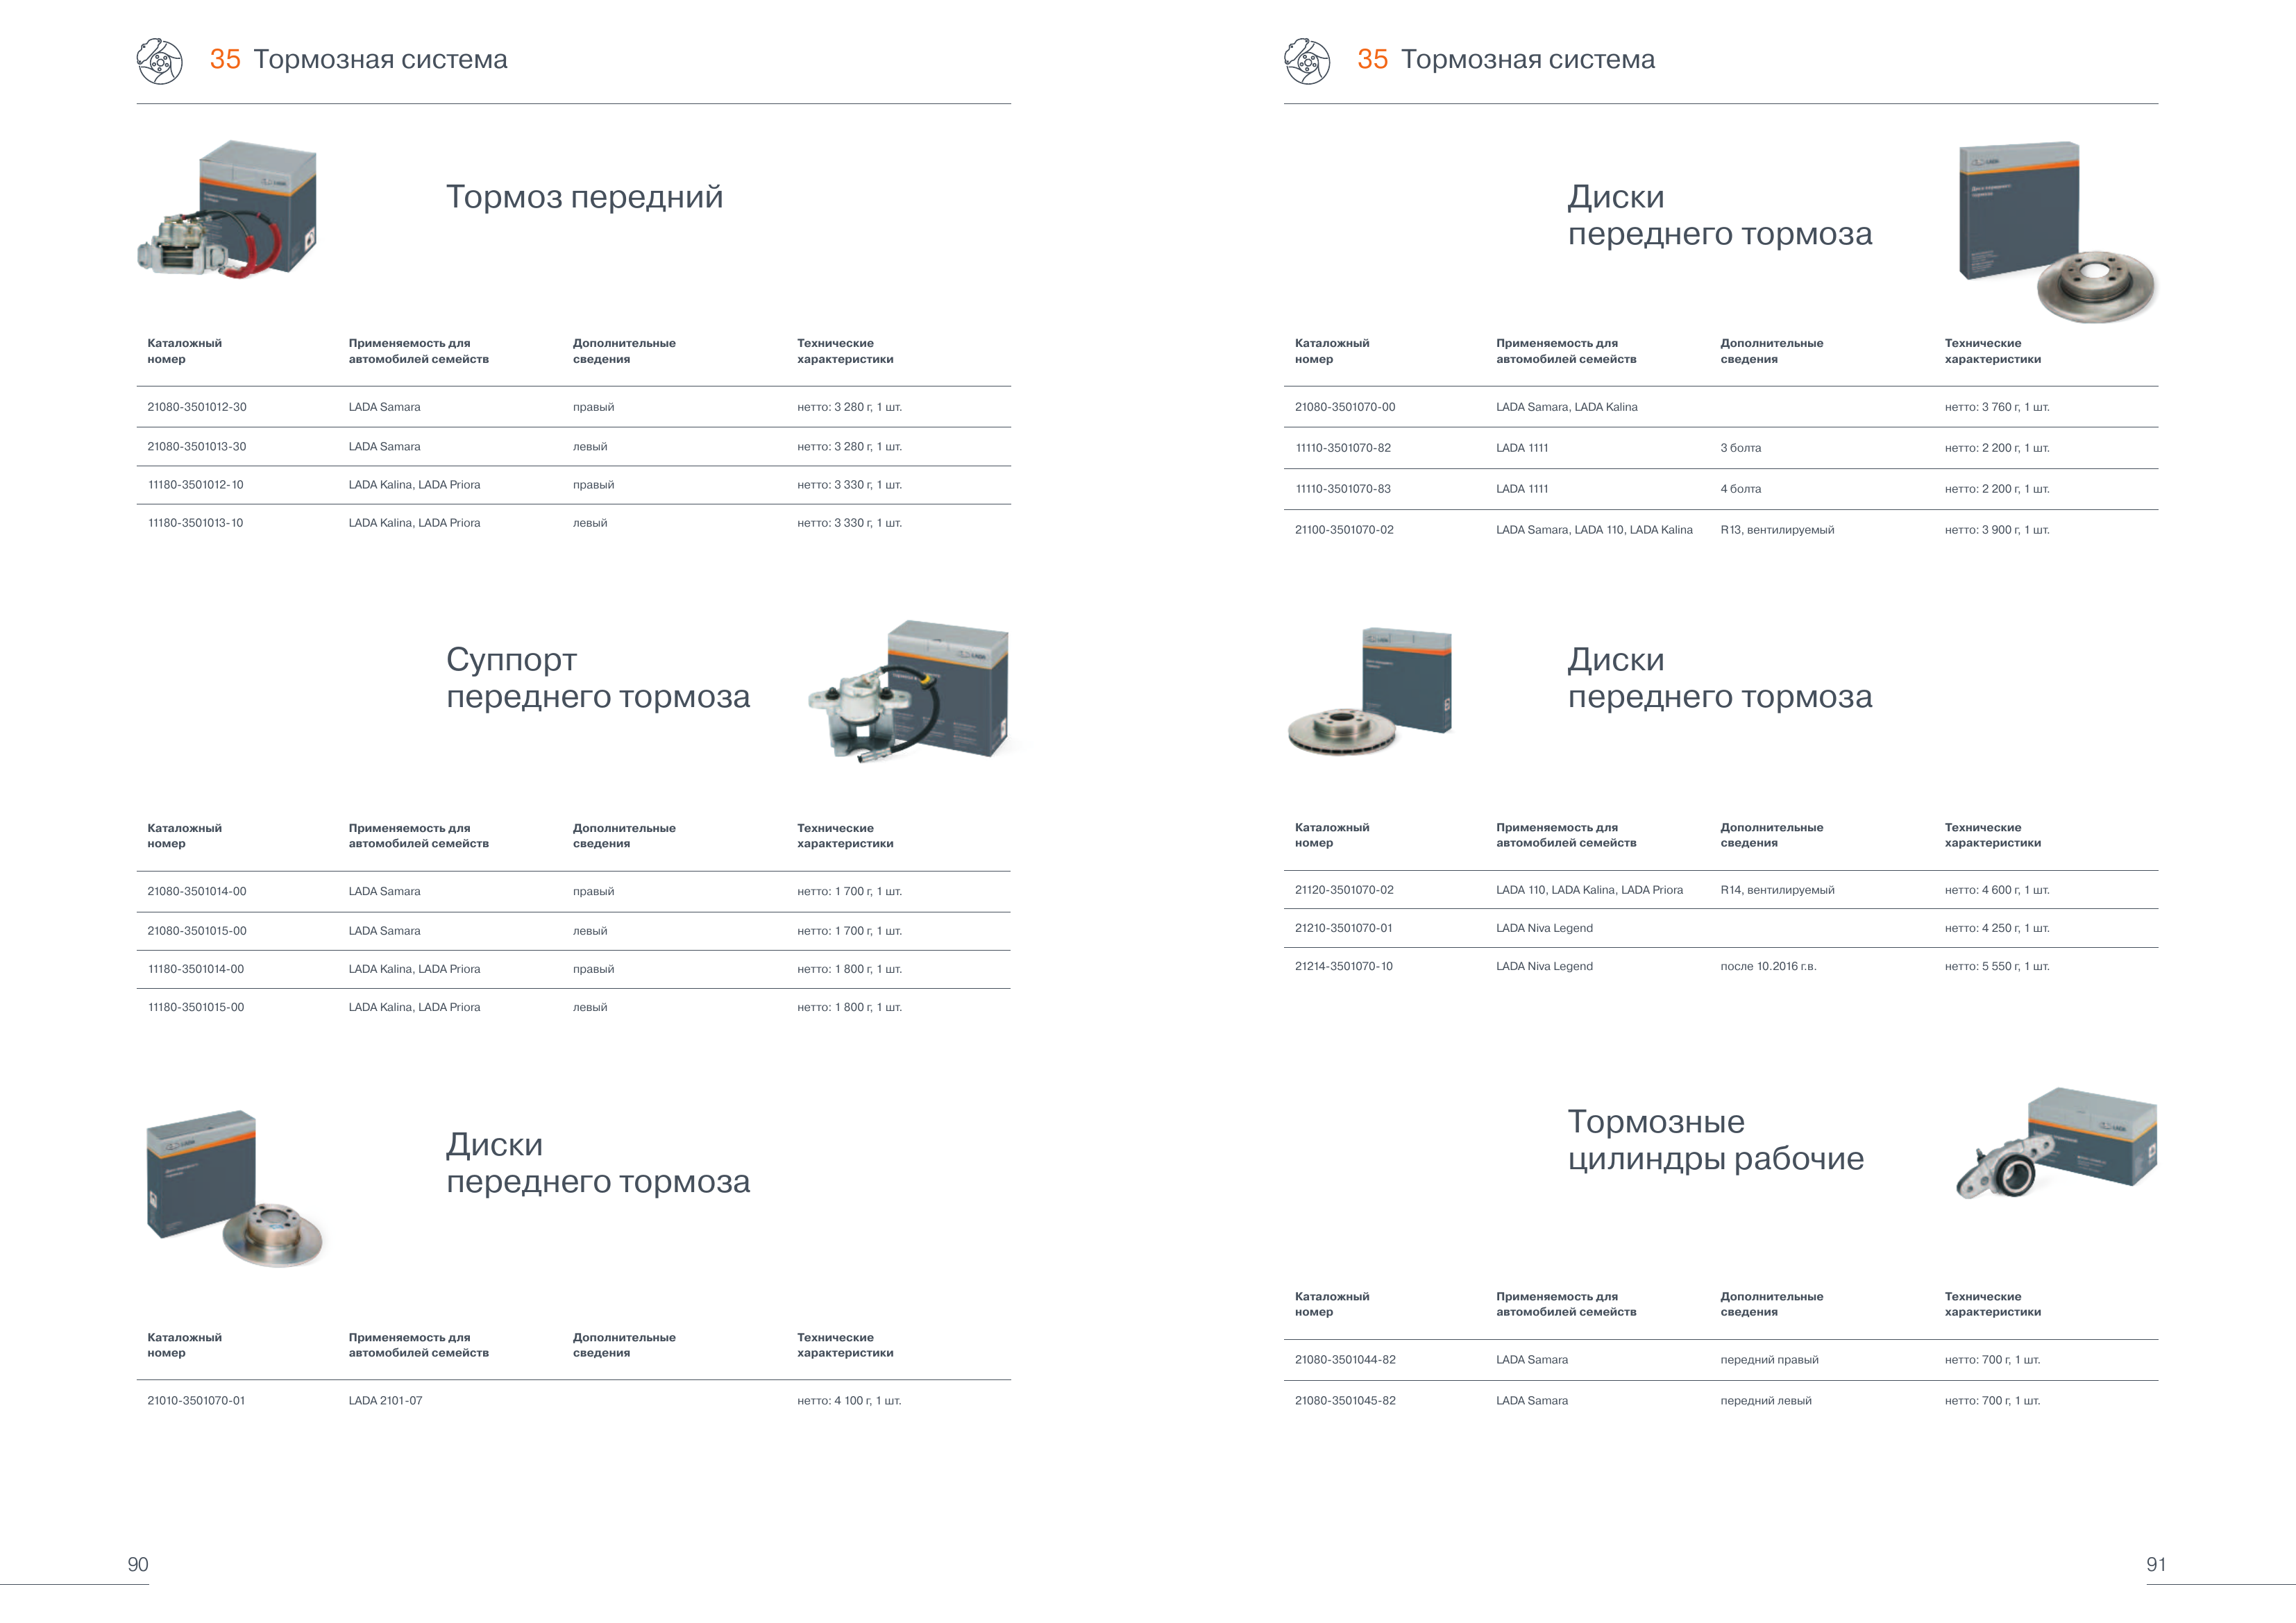 35 Тормозная система
Тормоз передний
Каталожный номер | Применяемость для автомобилей семейств | Дополнительные сведения | Технические характеристики
21080-3501012-30 LADA Samara правый нетто: 3 280 г, 1 шт.
21080-3501013-30 LADA Samara левый нетто: 3 280 г, 1 шт.
11180-3501012-10 LADA Kalina, LADA Priora правый нетто: 3 330 г, 1 шт.
11180-3501013-10 LADA Kalina, LADA Priora левый нетто: 3 330 г, 1 шт.
Суппорт
переднего тормоза
Каталожный номер | Применяемость для автомобилей семейств | Дополнительные сведения | Технические характеристики
21080-3501014-00 LADA Samara правый нетто: 1 700 г, 1 шт.
21080-3501015-00 LADA Samara левый нетто: 1 700 г, 1 шт.
11180-3501014-00 LADA Kalina, LADA Priora правый нетто: 1 800 г, 1 шт.
11180-3501015-00 LADA Kalina, LADA Priora левый нетто: 1 800 г, 1 шт.
Диски
переднего тормоза
Каталожный номер | Применяемость для автомобилей семейств | Дополнительные сведения | Технические характеристики
21010-3501070-01 LADA 2101-07 нетто: 4 100 г, 1 шт.
90
35 Тормозная система
Диски
переднего тормоза
Каталожный номер | Применяемость для автомобилей семейств | Дополнительные сведения | Технические характеристики
21080-3501070-00 LADA Samara, LADA Kalina нетто: 3 760 г, 1 шт.
11110-3501070-82 LADA 1111 3 болта нетто: 2 200 г, 1 шт.
11110-3501070-83 LADA 1111 4 болта нетто: 2 200 г, 1 шт.
21100-3501070-02 LADA Samara, LADA 110, LADA Kalina R13, вентилируемый нетто: 3 900 г, 1 шт.
Диски
переднего тормоза
Каталожный номер | Применяемость для автомобилей семейств | Дополнительные сведения | Технические характеристики
21120-3501070-02 LADA 110, LADA Kalina, LADA Priora R14, вентилируемый нетто: 4 600 г, 1 шт.
21210-3501070-01 LADA Niva Legend нетто: 4 250 г, 1 шт.
21214-3501070-10 LADA Niva Legend после 10.2016 г.в. нетто: 5 550 г, 1 шт.
Тормозные
цилиндры рабочие
Каталожный номер | Применяемость для автомобилей семейств | Дополнительные сведения | Технические характеристики
21080-3501044-82 LADA Samara передний правый нетто: 700 г, 1 шт.
21080-3501045-82 LADA Samara передний левый нетто: 700 г, 1 шт.
91